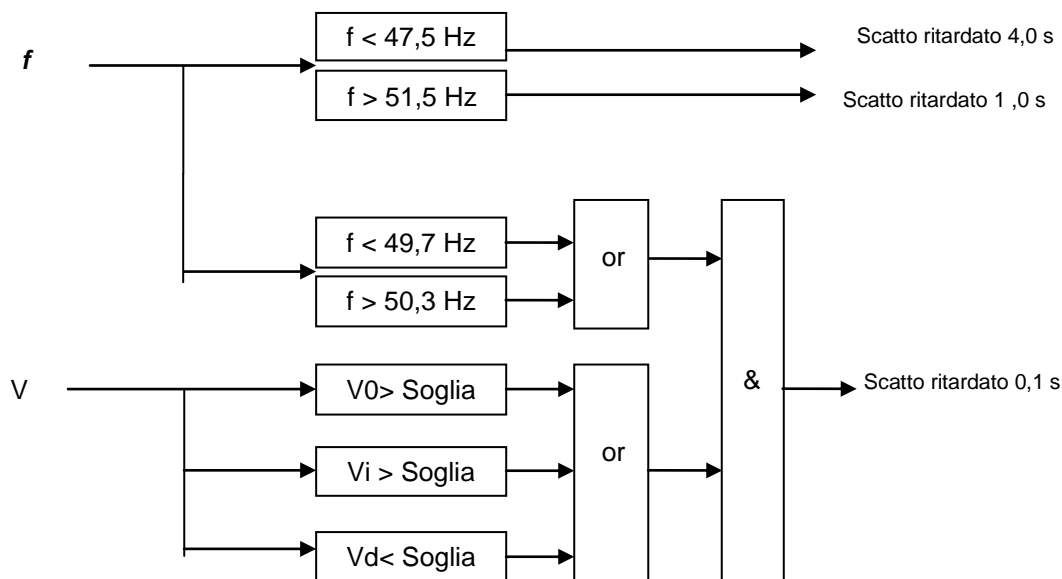 f < 47,5 Hz
Scatto ritardato 4,0 s
f
f > 51,5 Hz
Scatto ritardato 1 ,0 s
f < 49,7 Hz
or
f > 50,3 Hz
V
V0> Soglia
&
Scatto ritardato 0,1 s
or
Vi > Soglia
Vd< Soglia